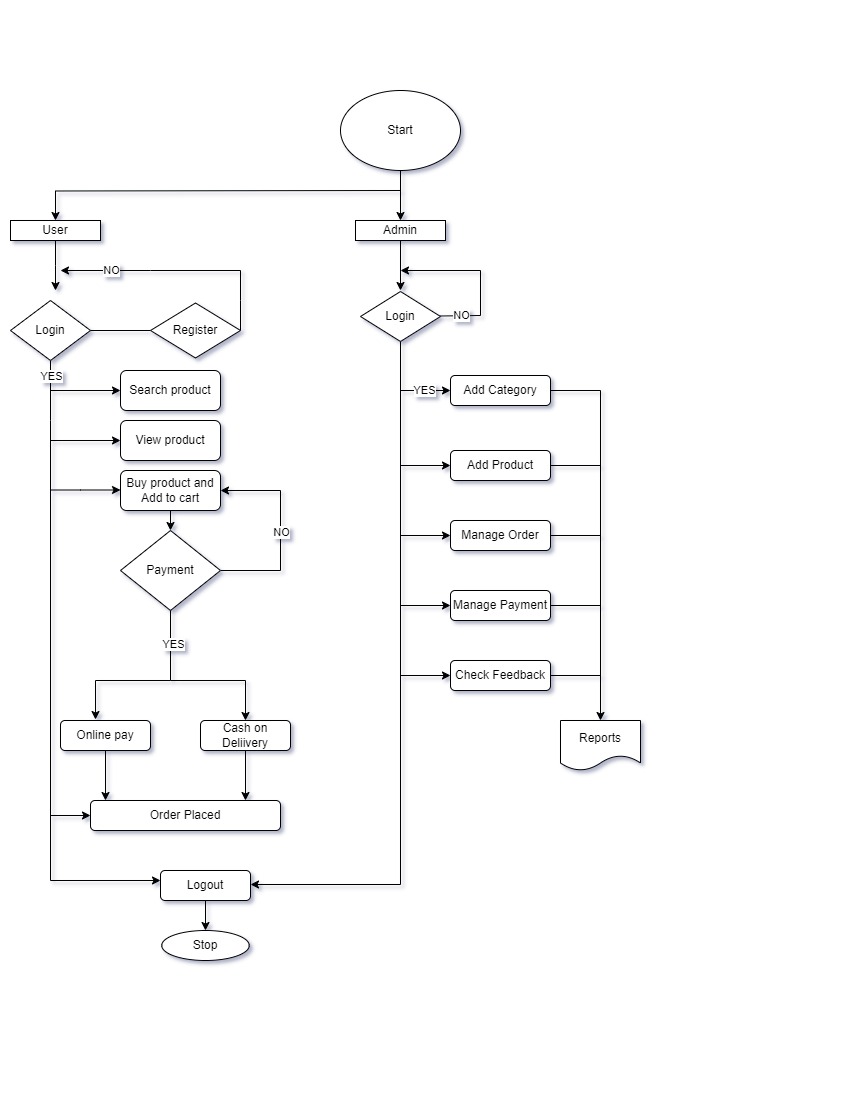 Start
User
Admin
NO
Login
Register
Login
NO
YES
Search product
YES
Add Category
View product
Add Product
Buy product and
Add to cart
NO
Manage Order
Payment
Manage Payment
YES
Check Feedback
Online pay
Cash on
Deliivery
Reports
Order Placed
Logout
Stop